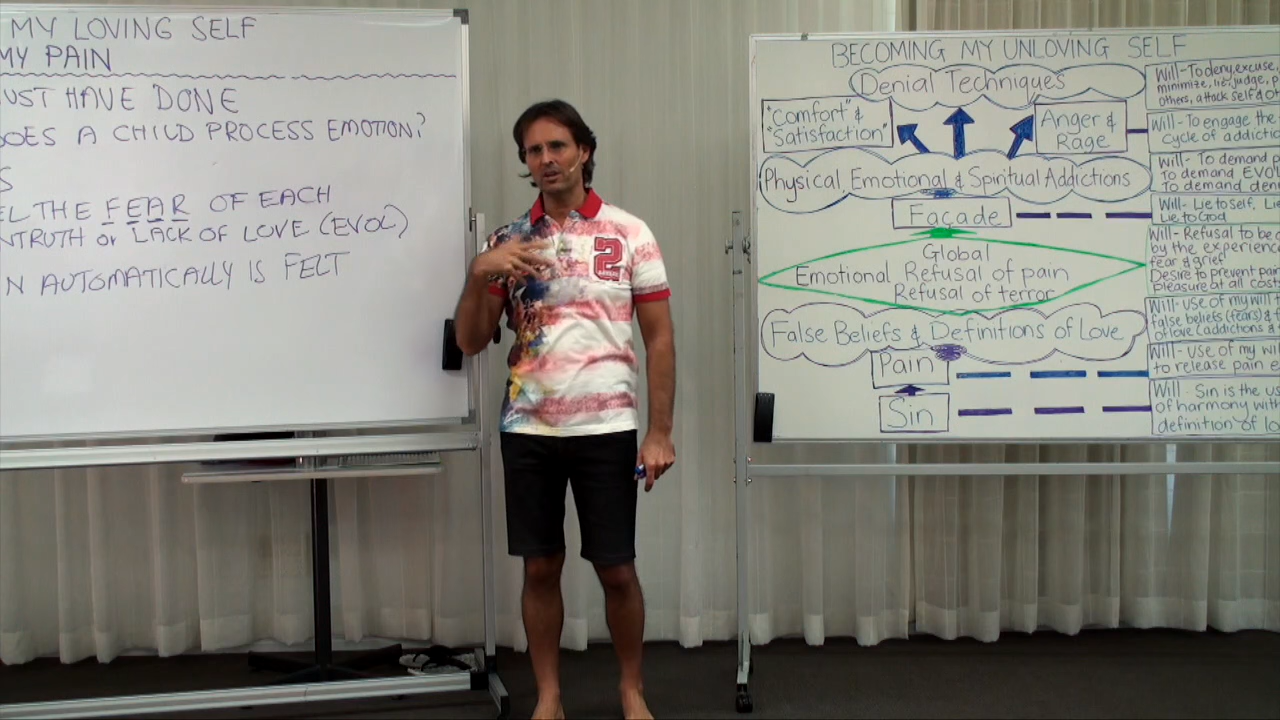 MY LOVING SELF
MY PAIN
UST HAVE DONE
OES A CHILD PROCESS EMOTION?
S
EL THE FEAR OF EACH
NTRUTH or LACK OF LOVE (EVOL)
N AUTOMATICALLY IS FELT
2
BECOMING MY UNLOVING SELF
Denial Techniques
"Comfort" &
"Satisfaction"
Anger &
Rage
Physical Emotional & Spiritual Addictions
Façade
Global
Emotional Refusal of pain
Refusal of terror
False Beliefs & Definitions of Love
Pain
Sin
Will - To deny, excuse,
minimize, lie, judge, p
others, attack self & ot
Will - To engage the
cycle of addictio
Will - To demand p
To demand EVOL
To demand den
Will - Lie to Self, Lie
Lie to God
Will - Refusal to be o
by the experienc
fear & grief
Desire to prevent pai
pleasure at all cost
Will - use of my will
false beliefs (fears) & f
of love (addictions &
Will - Use of my wil
to release pain e
Will - Sin is the us
of harmony with
definition of lo